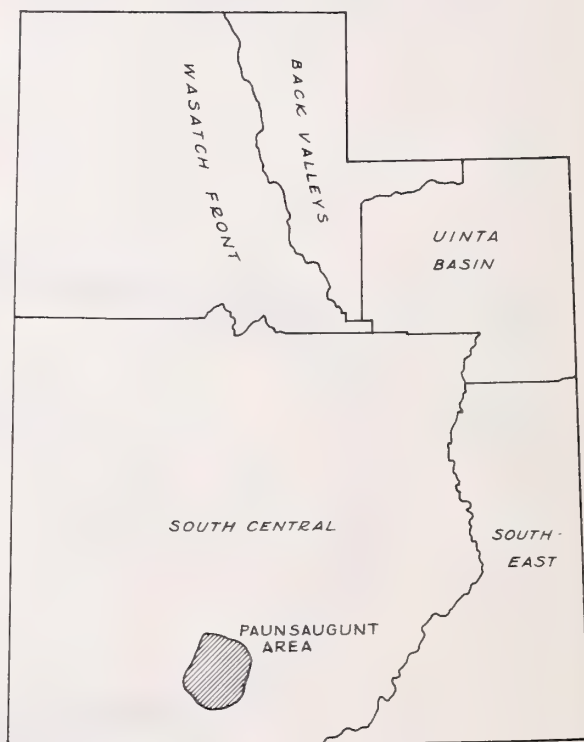 WASATCH FRONT
BACK VALLEYS
UINTA
BASIN
SOUTH CENTRAL
SOUTH-
EAST
PAUNSAUGUNT
AREA